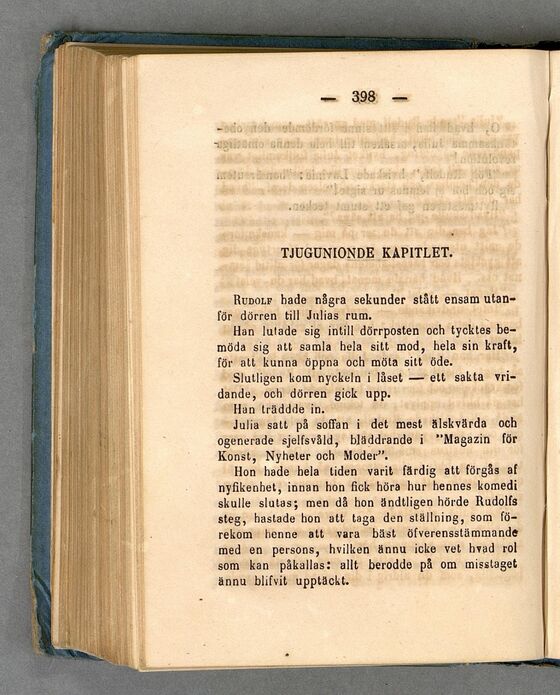 — 398 —
TJUGUNIONDE KAPITLET.
RUDOLF hade några sekunder stått ensam utan-
för dörren till Julias rum.
Han lutade sig intill dörrposten och tycktes be-
möda sig att samla hela sitt mod, hela sin kraft,
för att kunna öppna och möta sitt öde.
Slutligen kom nyckeln i låset — ett sakta vri-
dande, och dörren gick upp.
Han träddde in.
Julia satt på soffan i det mest älskvärda och
ogenerade sjelfsvåld, bläddrande i "Magazin för
Konst, Nyheter och Moder".
Hon hade hela tiden varit färdig att förgås af
nyfikenhet, innan hon fick höra hur hennes komedi
skulle slutas; men då hon ändtligen hörde Rudolfs
steg, hastade hon att taga den ställning, som fö-
rekom henne att vara bäst öfverensstämmande
med en persons, hvilken ännu icke vet hvad rol
som kan påkallas: allt berodde på om misstaget
ännu blifvit upptäckt.